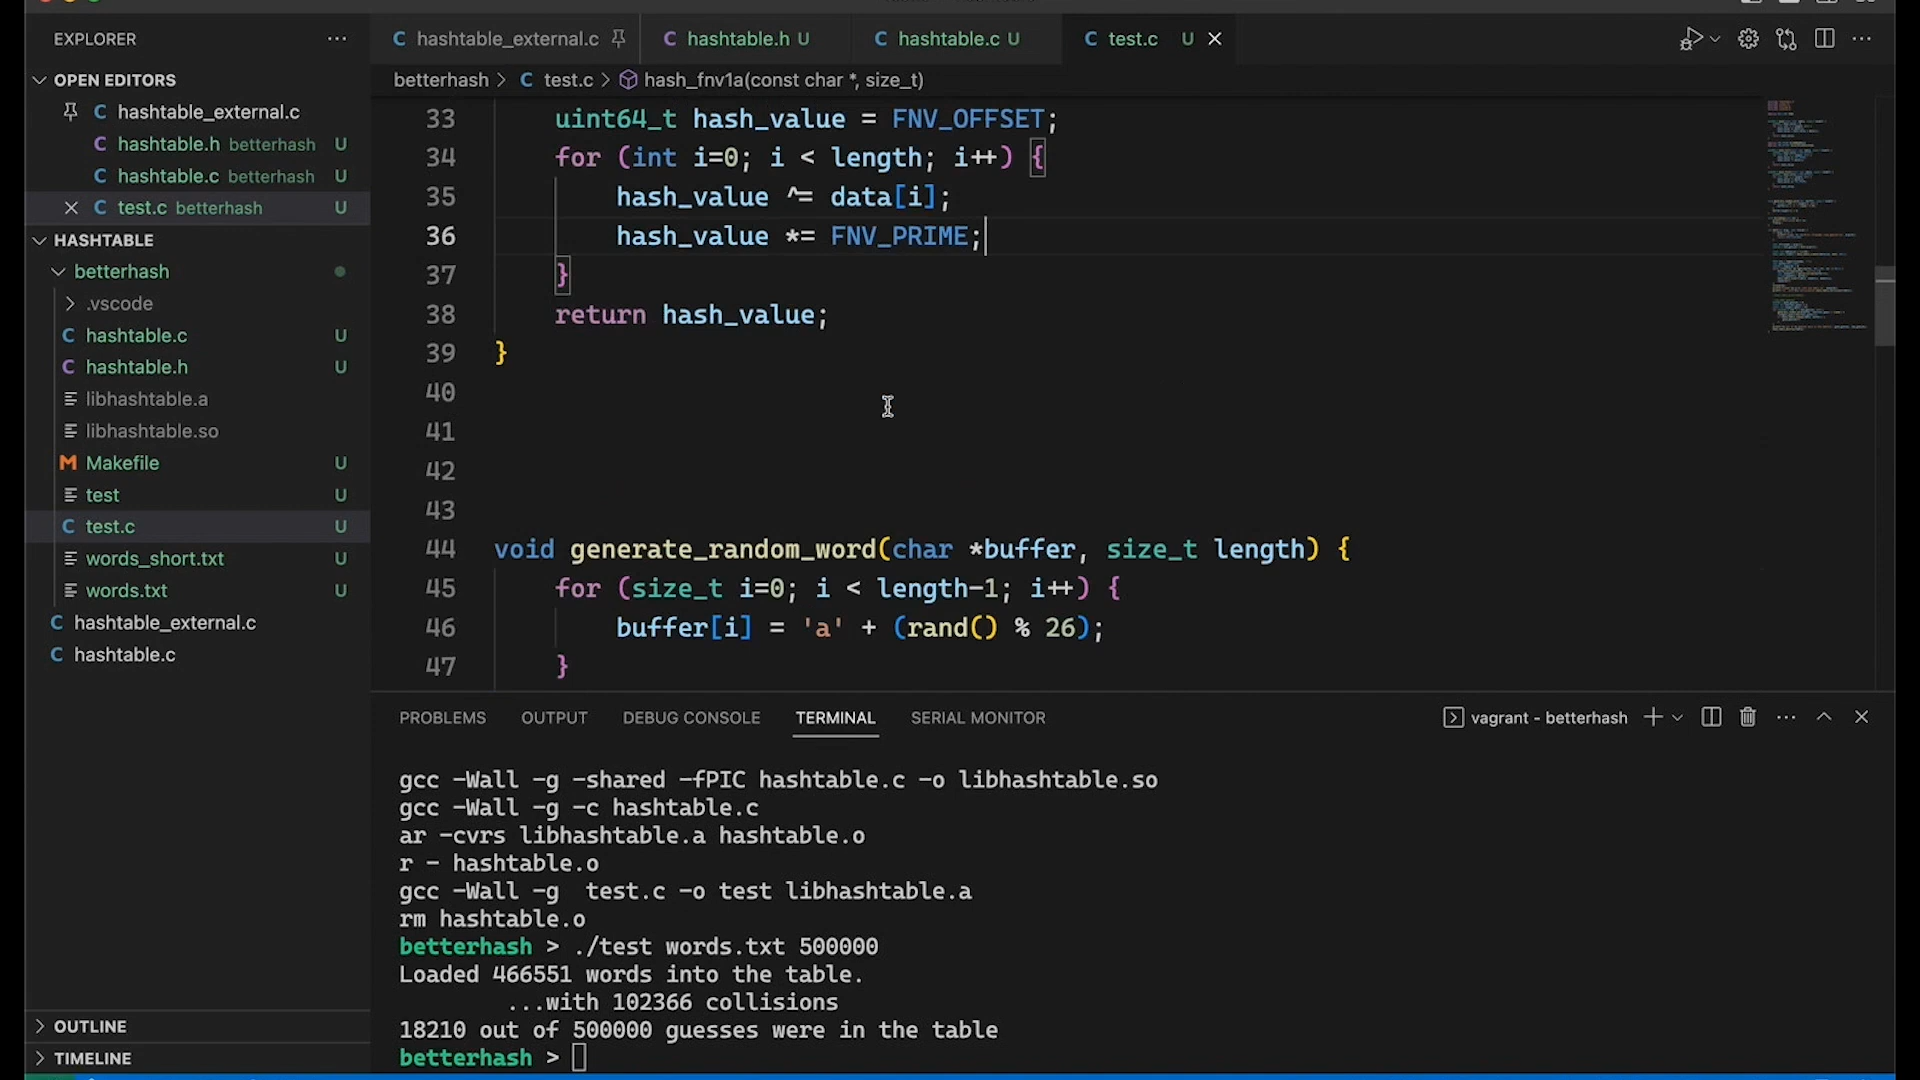 EXPLORER
OPEN EDITORS
hashtable_external.c
hashtable.h betterhash U
hashtable.c betterhash U
test.c betterhash U
HASHTABLE
betterhash
.vscode
hashtable.c U
hashtable.h U
libhashtable.a
libhashtable.so
Makefile U
test U
test.c U
words_short.txt U
words.txt U
hashtable_external.c
hashtable.c
OUTLINE
TIMELINE
hashtable_external.c
hashtable.h U
hashtable.c U
test.c U
betterhash > test.c > hash_fnv1a(const char *, size_t)
33 uint64_t hash_value = FNV_OFFSET;
34 for (int i=0; i < length; i++) {
35 hash_value ^= data[i];
36 hash_value *= FNV_PRIME;
37 }
38 return hash_value;
39 }
40
41
42
43
44 void generate_random_word(char *buffer, size_t length) {
45 for (size_t i=0; i < length-1; i++) {
46 buffer[i] = 'a' + (rand() % 26);
47 }
PROBLEMS OUTPUT DEBUG CONSOLE TERMINAL SERIAL MONITOR
vagrant - betterhash
gcc -Wall -g -shared -fPIC hashtable.c -o libhashtable.so
gcc -Wall -g -c hashtable.c
ar -cvrs libhashtable.a hashtable.o
r - hashtable.o
gcc -Wall -g  test.c -o test libhashtable.a
rm hashtable.o
betterhash > ./test words.txt 500000
Loaded 466551 words into the table.
...with 102366 collisions
18210 out of 500000 guesses were in the table
betterhash >